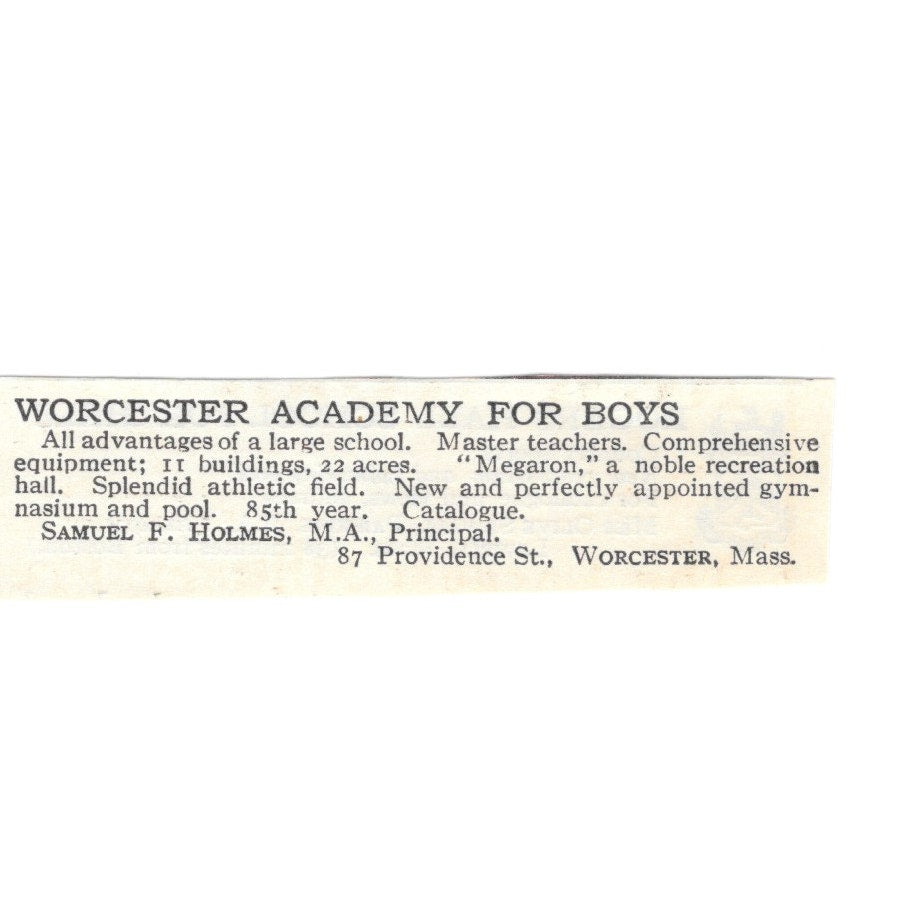 WORCESTER ACADEMY FOR BOYS
All advantages of a large school. Master teachers. Comprehensive
equipment; 11 buildings, 22 acres. "Megaron," a noble recreation
hall. Splendid athletic field. New and perfectly appointed gym-
nasium and pool. 85th year. Catalogue.
SAMUEL F. HOLMES, M.A., Principal.
87 Providence St., WORCESTER, Mass.